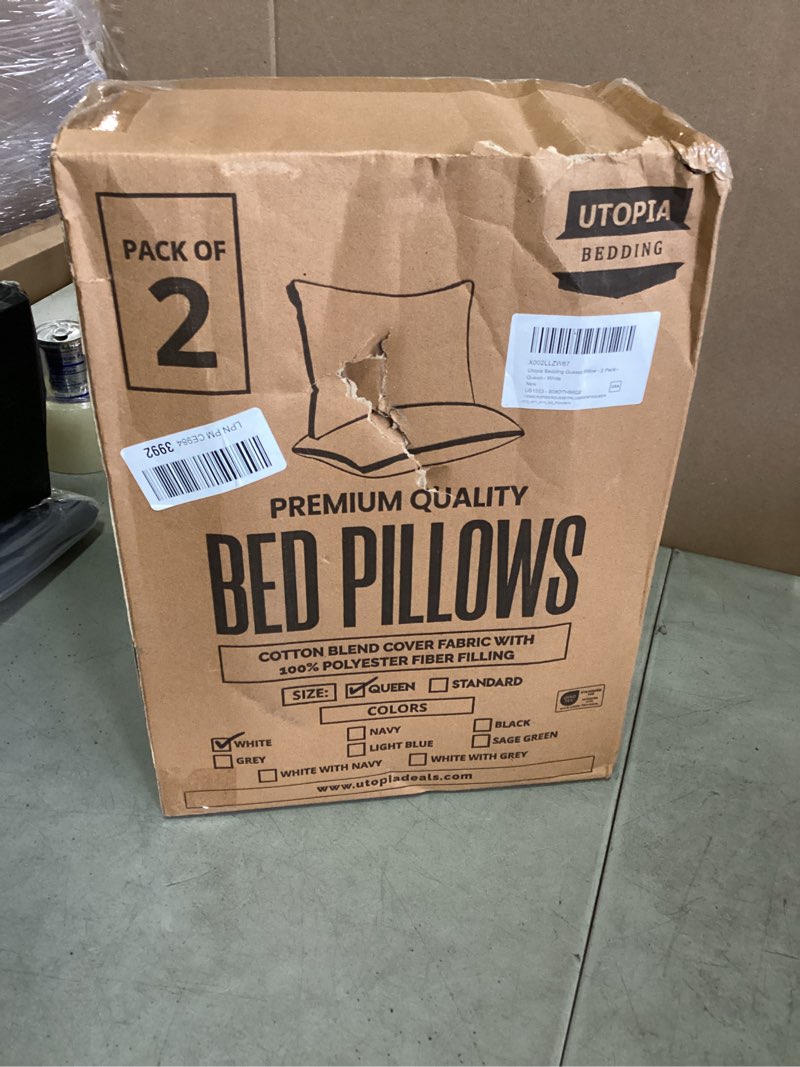 PACK OF
2
UTOPIA
BEDDING
X002LLZW67
Utopia Bedding Queen Pillow - 2 Pack -
Queen - White
New
LPN PM CE984 3992
PREMIUM QUALITY
BED PILLOWS
COTTON BLEND COVER FABRIC WITH
100% POLYESTER FIBER FILLING
SIZE: QUEEN STANDARD
COLORS
WHITE NAVY BLACK
GREY LIGHT BLUE SAGE GREEN
WHITE WITH NAVY WHITE WITH GREY
www.utopiadeals.com